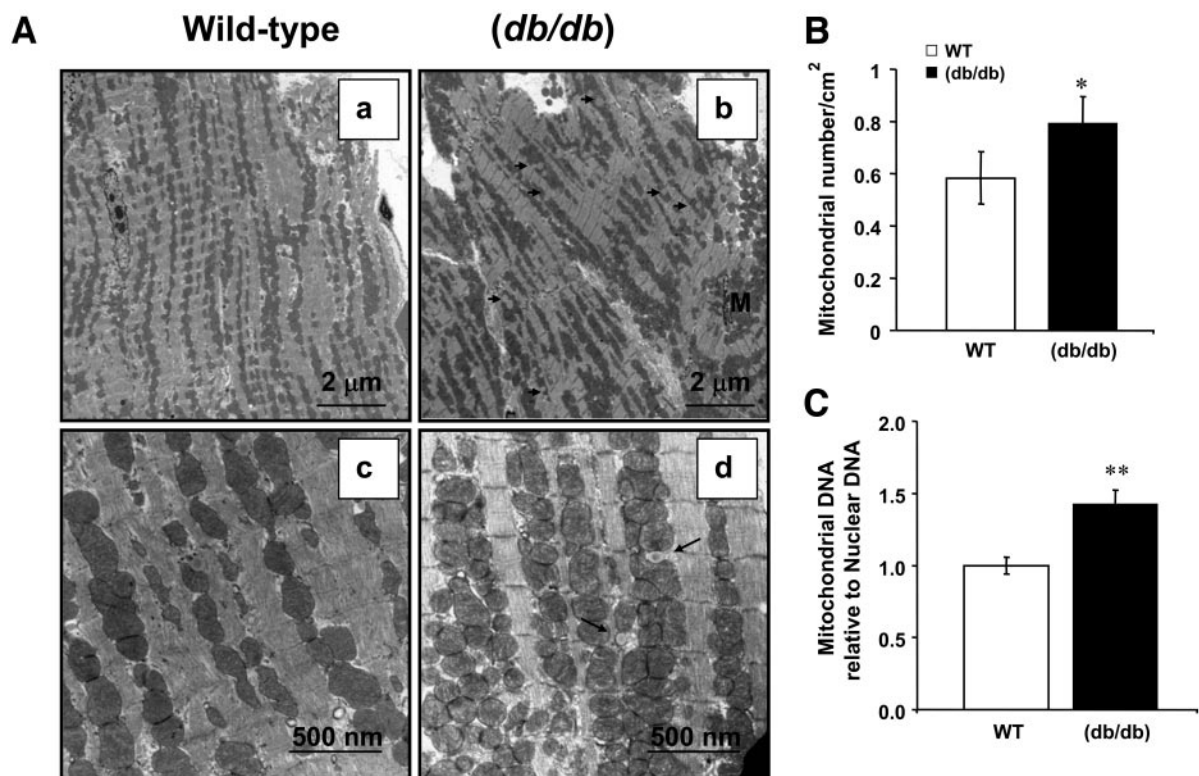 A
Wild-type
(db/db)
a
2 μm
b
M
2 μm
c
500 nm
d
500 nm
B
WT
(db/db)
Mitochondrial number/cm²
1
0.8
0.6
0.4
0.2
0
*
WT
(db/db)
C
Mitochondrial DNA
relative to Nuclear DNA
2.0
1.5
1.0
0.5
0.0
**
WT
(db/db)